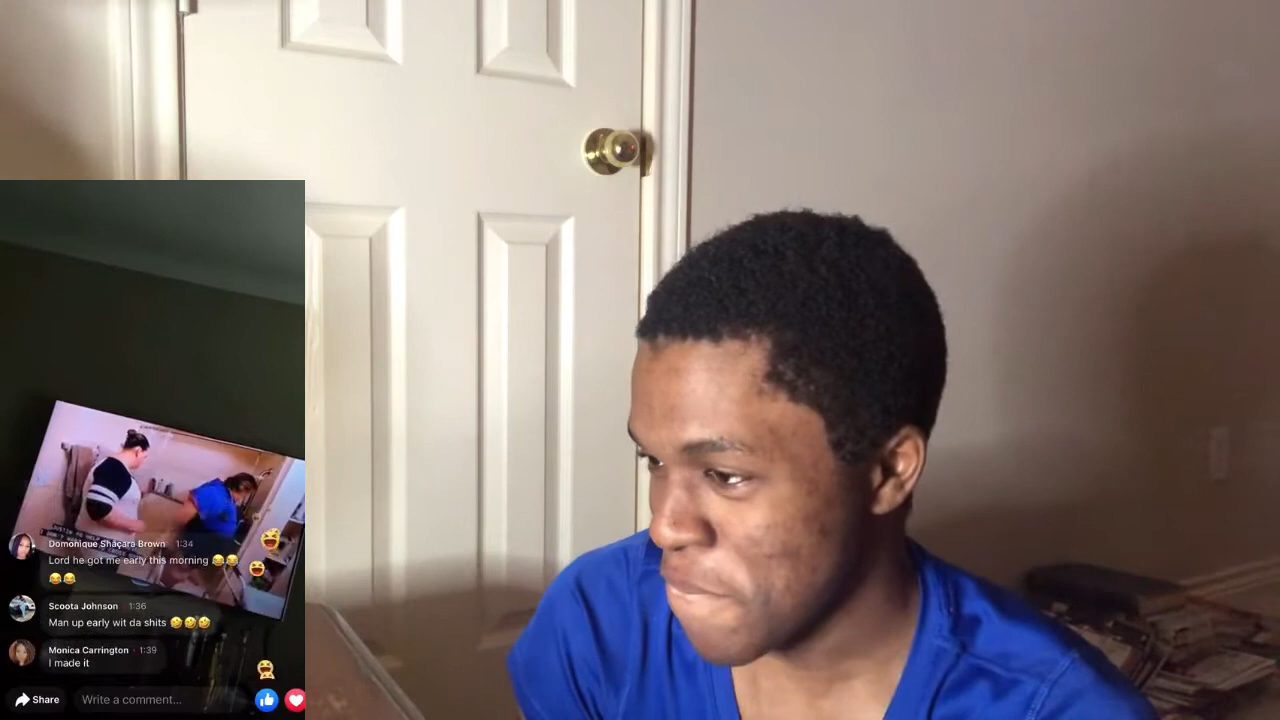 Domonique Shaçara Brown · 1:34
Lord he got me early this morning 😂😂
😂😂
Scoota Johnson · 1:36
Man up early wit da shits 🤣🤣🤣
Monica Carrington · 1:39
I made it
Share
Write a comment...